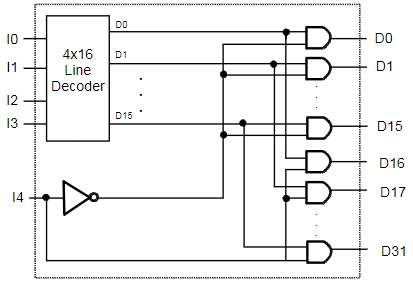 I0
I1
I2
I3
I4
4x16
Line
Decoder
D0
D1
D15
D0
D1
D15
D16
D17
D31